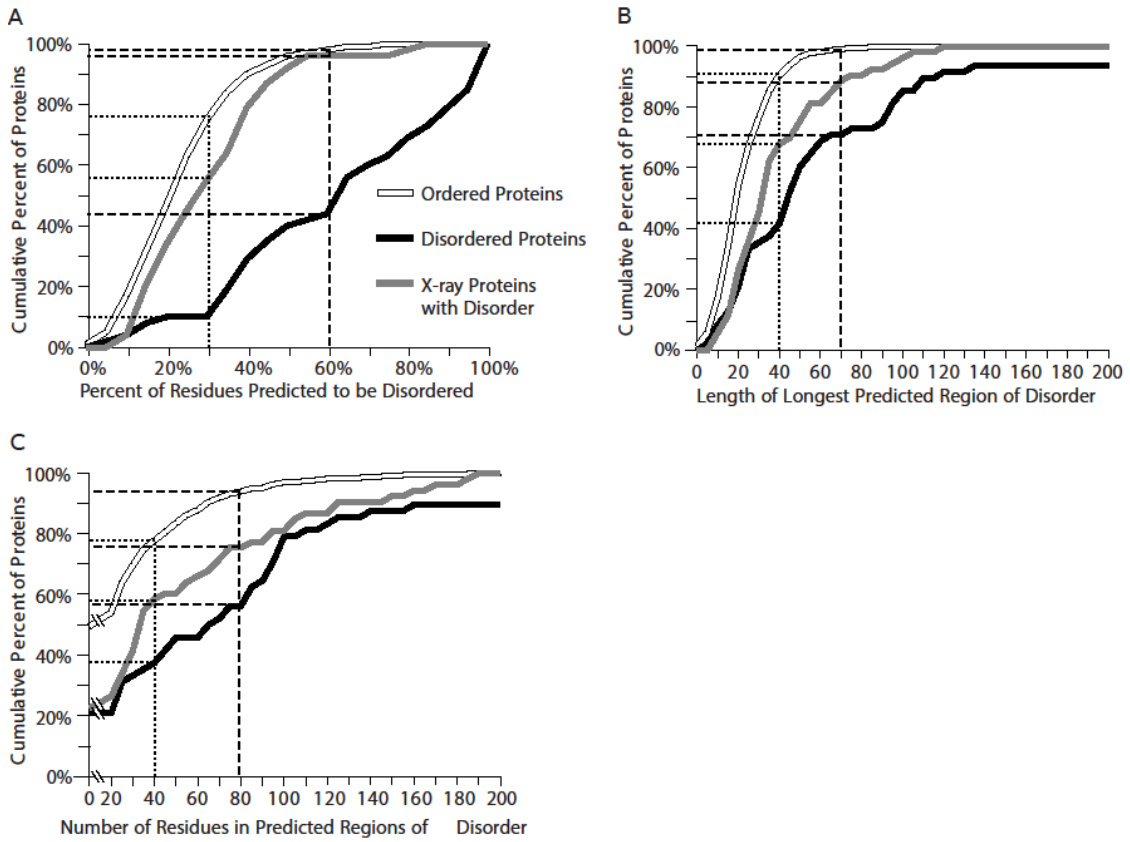 A
100%
80%
60%
40%
20%
0%
Cumulative Percent of Proteins
0%
20%
40%
60%
80%
100%
Percent of Residues Predicted to be Disordered
Ordered Proteins
Disordered Proteins
X-ray Proteins
with Disorder
B
100%
80%
60%
40%
20%
0%
Cumulative Percent of Proteins
0 20 40 60 80 100 120 140 160 180 200
Length of Longest Predicted Region of Disorder
C
100%
80%
60%
40%
20%
0%
Cumulative Percent of Proteins
0 20 40 60 80 100 120 140 160 180 200
Number of Residues in Predicted Regions of Disorder